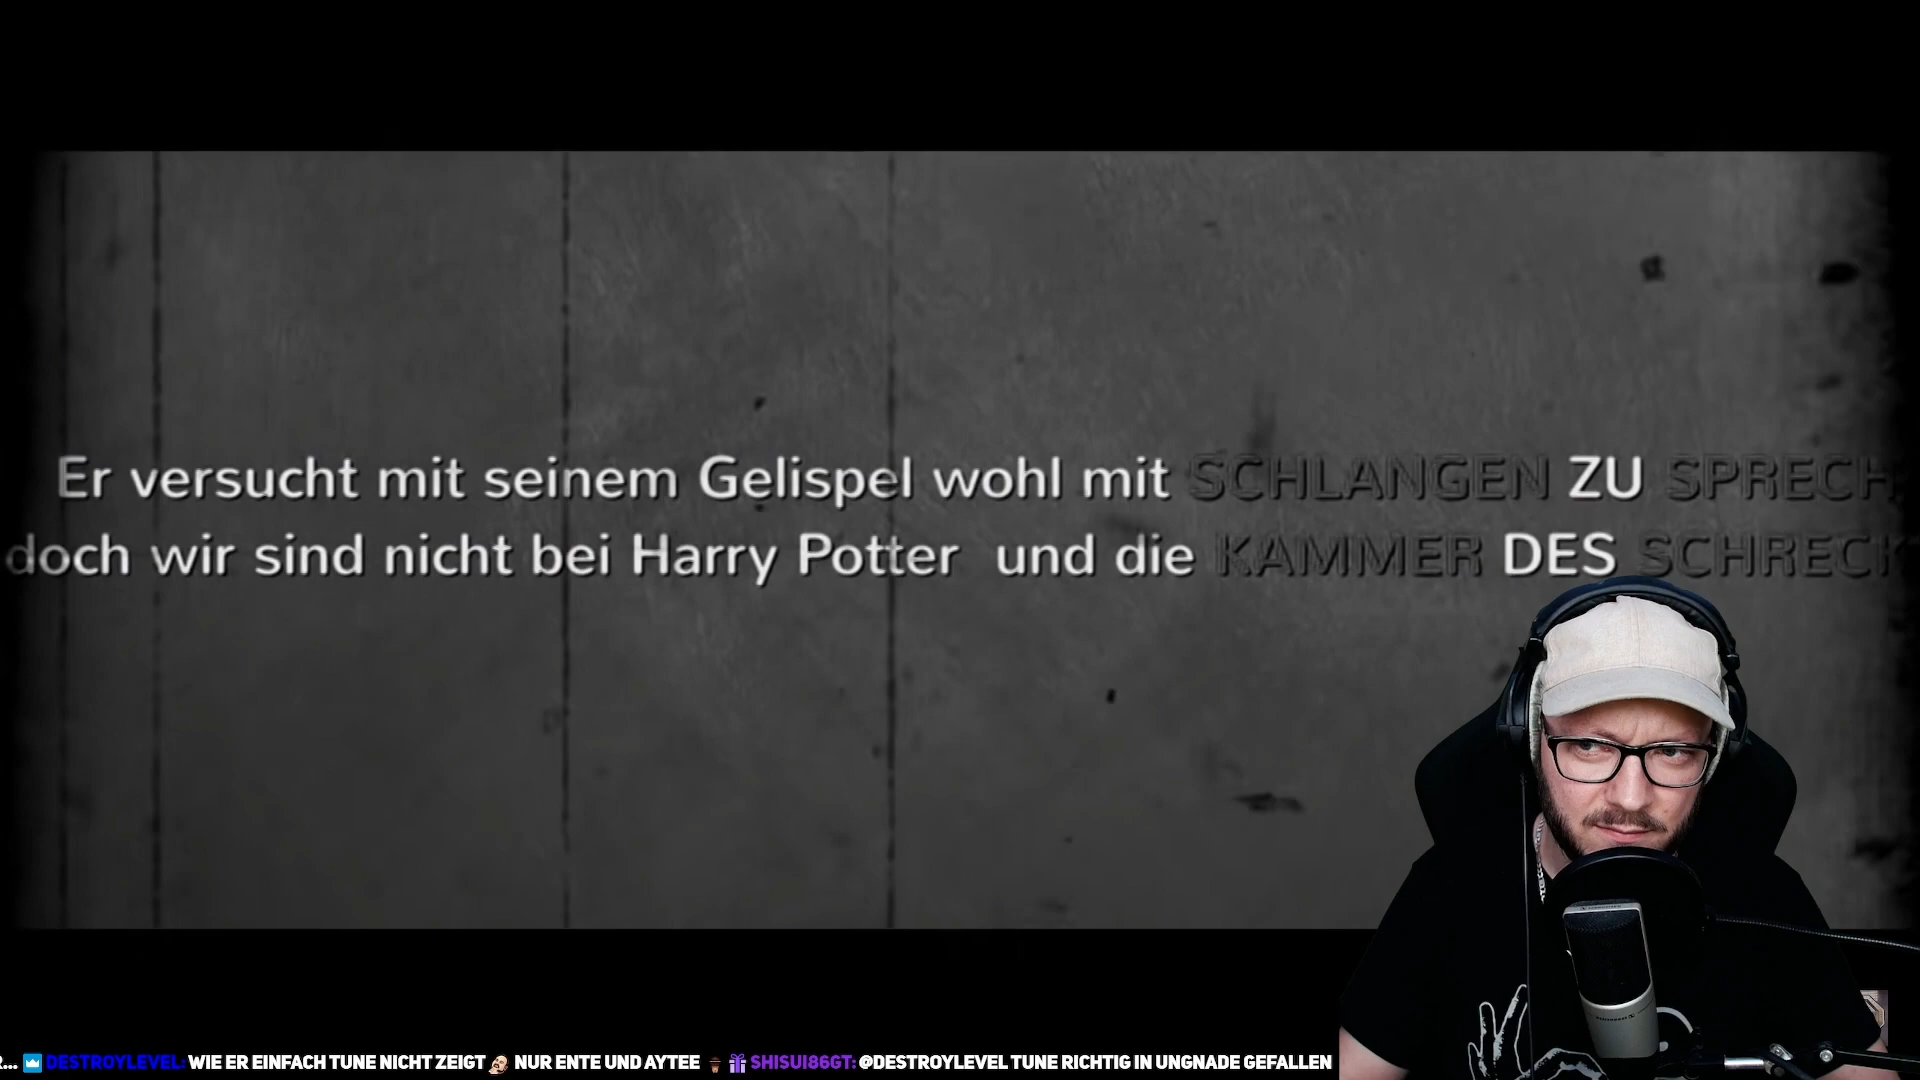 Er versucht mit seinem Gelispel wohl mit SCHLANGEN ZU SPRECH
doch wir sind nicht bei Harry Potter und die KAMMER DES SCHRECK
R... DESTROYLEVEL: WIE ER EINFACH TUNE NICHT ZEIGT NUR ENTE UND AYTEE SHISUI86GT: @DESTROYLEVEL TUNE RICHTIG IN UNGNADE GEFALLEN